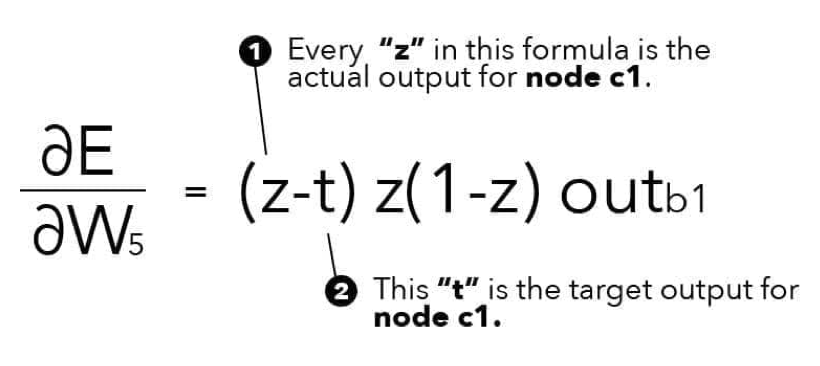 1 Every "z" in this formula is the
actual output for node c1.
∂E
∂W₅
= (z-t) z(1-z) outb1
2 This "t" is the target output for
node c1.